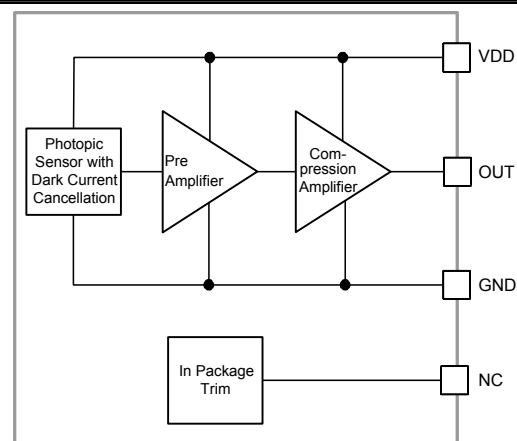 VDD
Photopic
Sensor with
Dark Current
Cancellation
Pre
Amplifier
Com-
pression
Amplifier
OUT
GND
In Package
Trim
NC